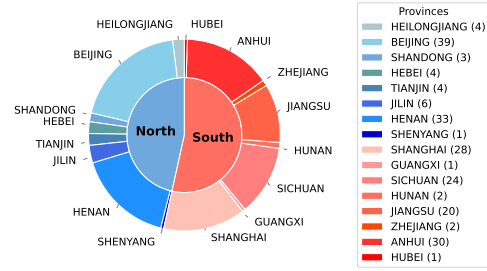 HEILONGJIANG
HUBEI
ANHUI
BEIJING
ZHEJIANG
JIANGSU
SHANDONG
HEBEI
North
South
TIANJIN
HUNAN
JILIN
SICHUAN
HENAN
GUANGXI
SHENYANG
SHANGHAI
Provinces
HEILONGJIANG (4)
BEIJING (39)
SHANDONG (3)
HEBEI (4)
TIANJIN (4)
JILIN (6)
HENAN (33)
SHENYANG (1)
SHANGHAI (28)
GUANGXI (1)
SICHUAN (24)
HUNAN (2)
JIANGSU (20)
ZHEJIANG (2)
ANHUI (30)
HUBEI (1)